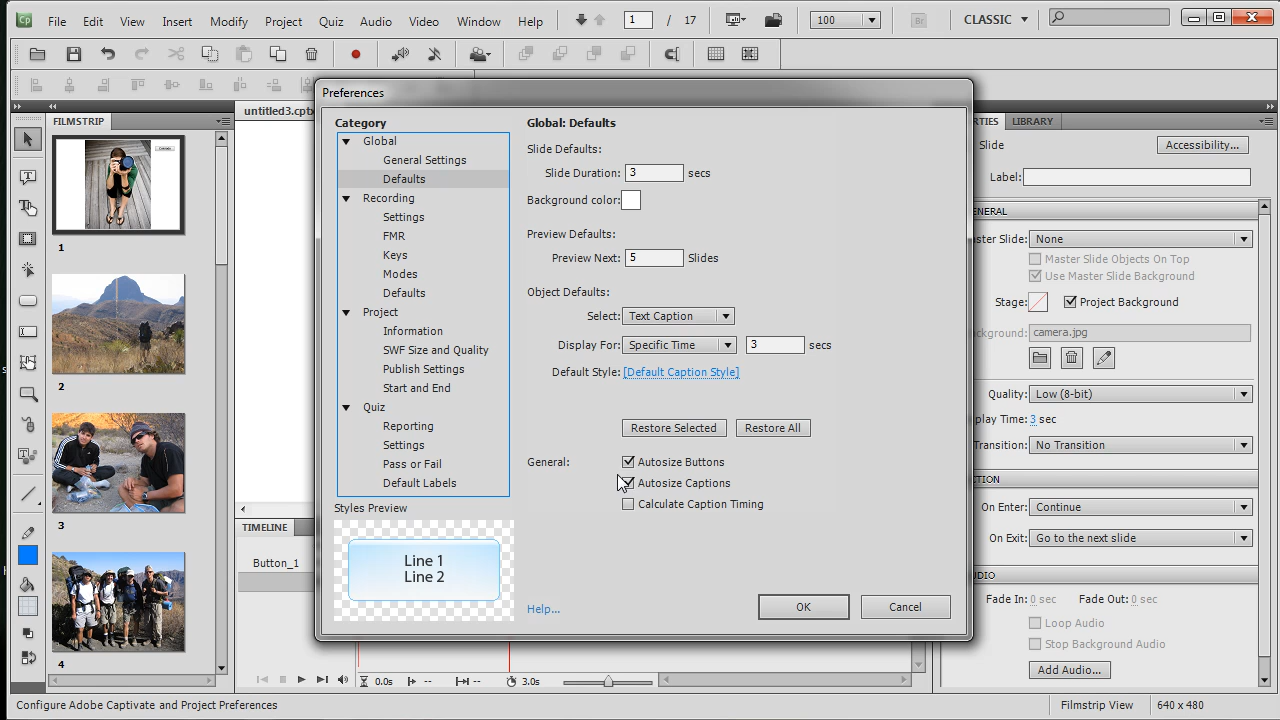 Cp File Edit View Insert Modify Project Quiz Audio Video Window Help 1 / 17 100 Br CLASSIC
untitled3.cpt
FILMSTRIP
1
2
3
4
TIMELINE
Button_1
0.0s -- -- 3.0s
Preferences
Category
Global
General Settings
Defaults
Recording
Settings
FMR
Keys
Modes
Defaults
Project
Information
SWF Size and Quality
Publish Settings
Start and End
Quiz
Reporting
Settings
Pass or Fail
Default Labels
Styles Preview
Line 1
Line 2
Global: Defaults
Slide Defaults:
Slide Duration: 3 secs
Background color:
Preview Defaults:
Preview Next: 5 Slides
Object Defaults:
Select: Text Caption
Display For: Specific Time 3 secs
Default Style: [Default Caption Style]
Restore Selected Restore All
General: Autosize Buttons
Autosize Captions
Calculate Caption Timing
Help... OK Cancel
RTIES LIBRARY
Slide Accessibility...
Label:
ENERAL
ster Slide: None
Master Slide Objects On Top
Use Master Slide Background
Stage: Project Background
ckground: camera.jpg
Quality: Low (8-bit)
play Time: 3 sec
Transition: No Transition
CTION
On Enter: Continue
On Exit: Go to the next slide
UDIO
Fade In: 0 sec Fade Out: 0 sec
Loop Audio
Stop Background Audio
Add Audio...
Configure Adobe Captivate and Project Preferences Filmstrip View 640 x 480